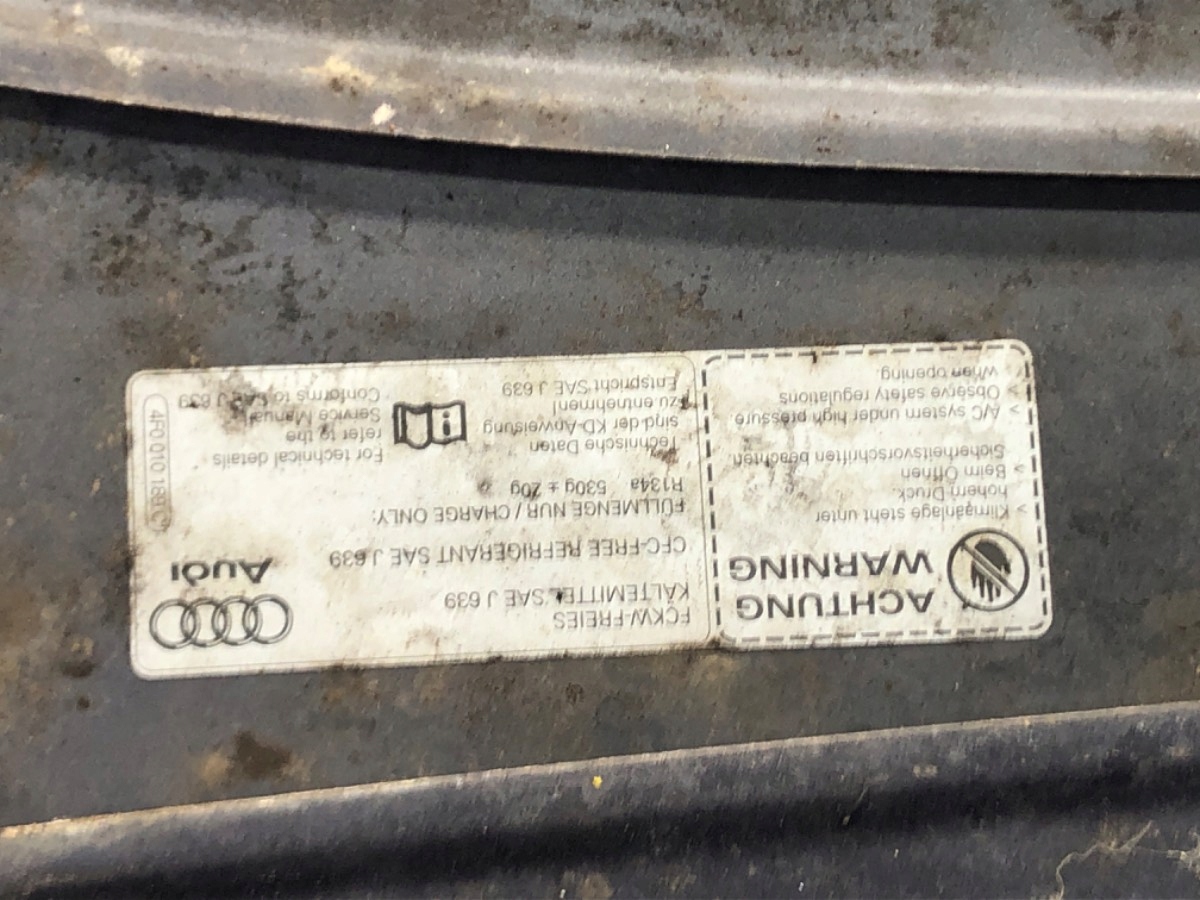 ACHTUNG
WARNING
> Klimaanlage steht unter
hohem Druck.
> Beim Öffnen
Sicherheitsvorschriften beachten.
> A/C system under high pressure.
> Observe safety regulations
When opening.
FCKW-FREIES
KÄLTEMITTEL SAE J 639
CFC-FREE REFRIGERANT SAE J 639
FÜLLMENGE NUR / CHARGE ONLY:
R134a 530g ± 20g
Technische Daten
sind der KD-Anweisung
zu entnehmen!
Entspricht SAE J 639
For technical details
refer to the
Service Manual
Conforms to SAE J 639
Audi
4F0 010 189 C